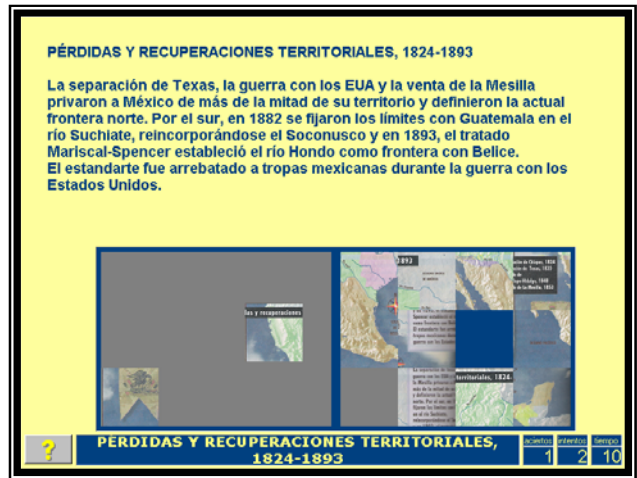 PÉRDIDAS Y RECUPERACIONES TERRITORIALES, 1824-1893
La separación de Texas, la guerra con los EUA y la venta de la Mesilla
privaron a México de más de la mitad de su territorio y definieron la actual
frontera norte. Por el sur, en 1882 se fijaron los límites con Guatemala en el
río Suchiate, reincorporándose el Soconusco y en 1893, el tratado
Mariscal-Spencer estableció el río Hondo como frontera con Belice.
El estandarte fue arrebatado a tropas mexicanas durante la guerra con los
Estados Unidos.
1893
das y recuperaciones
territoriales, 1824-
?
PÉRDIDAS Y RECUPERACIONES TERRITORIALES,
1824-1893
aciertos intentos tiempo
1 2 10